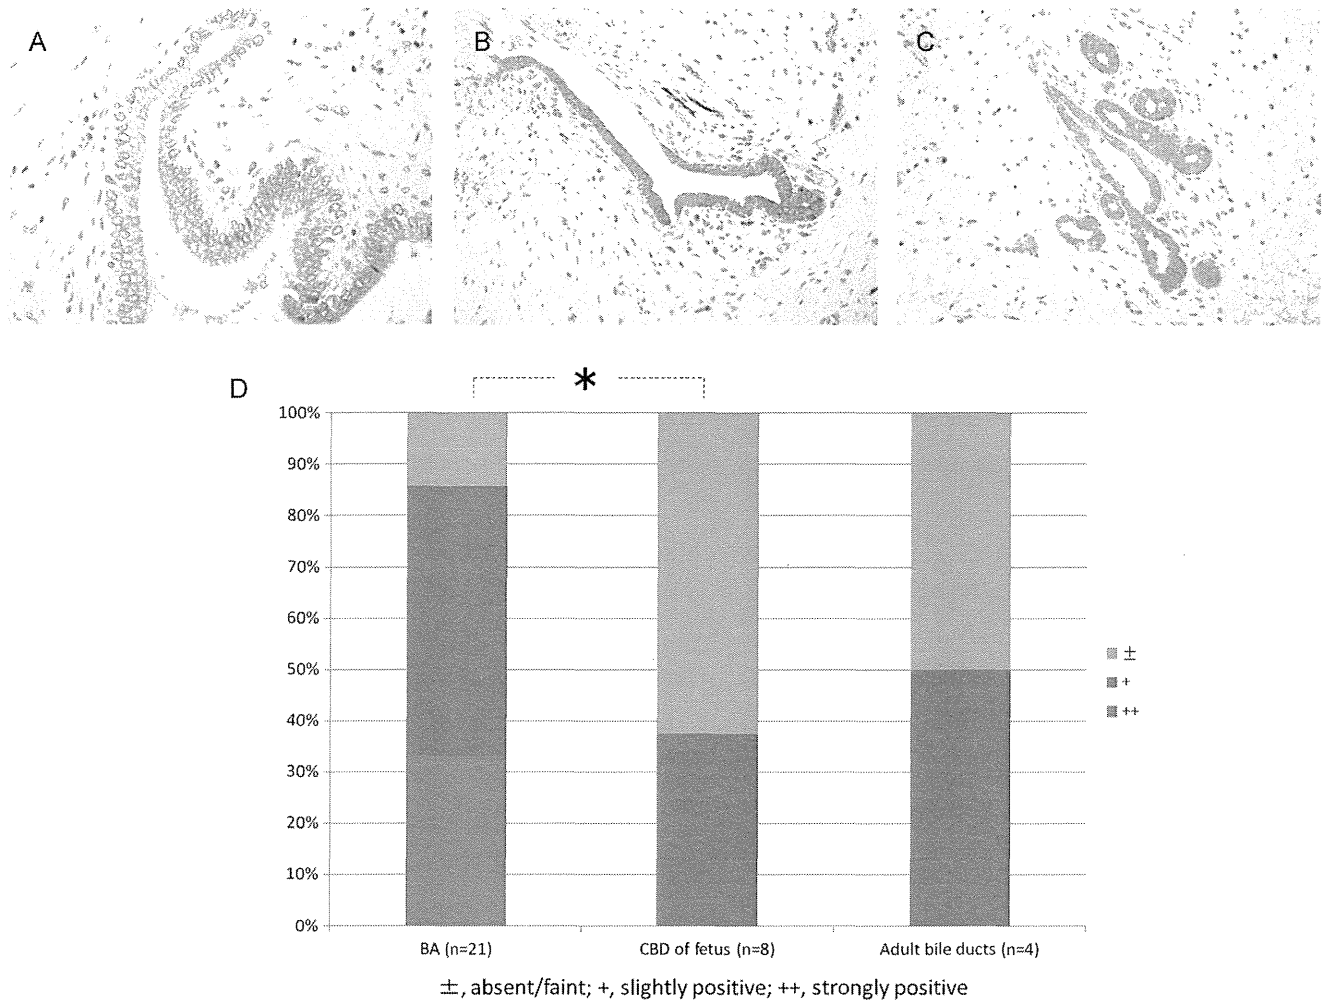 A
B
C
D
*
100%
90%
80%
70%
60%
50%
40%
30%
20%
10%
0%
BA (n=21)
CBD of fetus (n=8)
Adult bile ducts (n=4)
±
+
++
±, absent/faint; +, slightly positive; ++, strongly positive